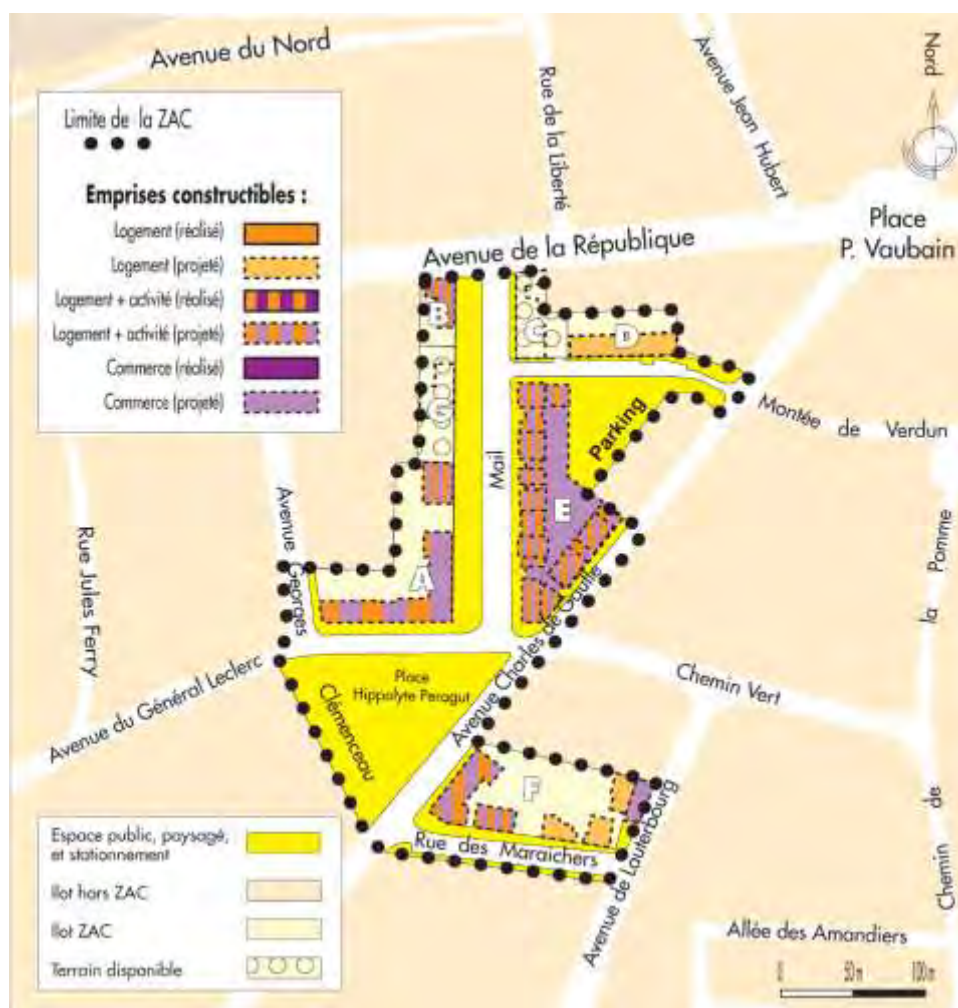 Avenue du Nord
Rue de la Liberté
Avenue Jean Hubert
Nord
Limite de la ZAC
Emprises constructibles :
Logement (réalisé)
Logement (projeté)
Logement + activité (réalisé)
Logement + activité (projeté)
Commerce (réalisé)
Commerce (projeté)
Place
P. Vaubain
Avenue de la République
B
C
D
G
Mail
Parking
E
A
Montée de Verdun
Rue Jules Ferry
Avenue Georges Clémenceau
Avenue du Général Leclerc
Place
Hippolyte Peragut
Avenue Charles de Gaulle
Chemin Vert
Chemin de la Pomme
F
Rue des Maraichers
Avenue de Lauterbourg
Allée des Amandiers
0 50 m 100 m
Espace public, paysagé,
et stationnement
Ilot hors ZAC
Ilot ZAC
Terrain disponible